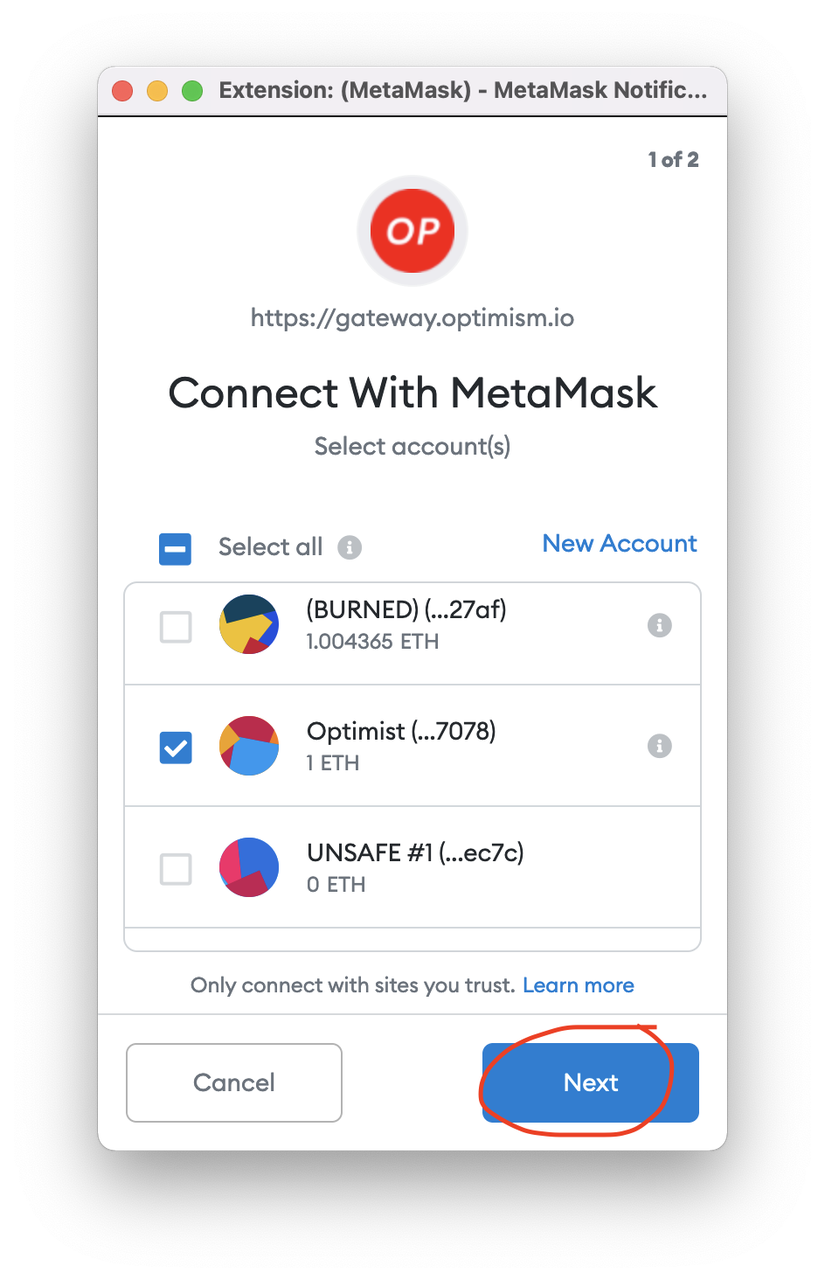 Extension: (MetaMask) - MetaMask Notific...
1 of 2
OP
https://gateway.optimism.io
Connect With MetaMask
Select account(s)
Select all
New Account
(BURNED) (...27af)
1.004365 ETH
Optimist (...7078)
1 ETH
UNSAFE #1 (...ec7c)
0 ETH
Only connect with sites you trust. Learn more
Cancel
Next